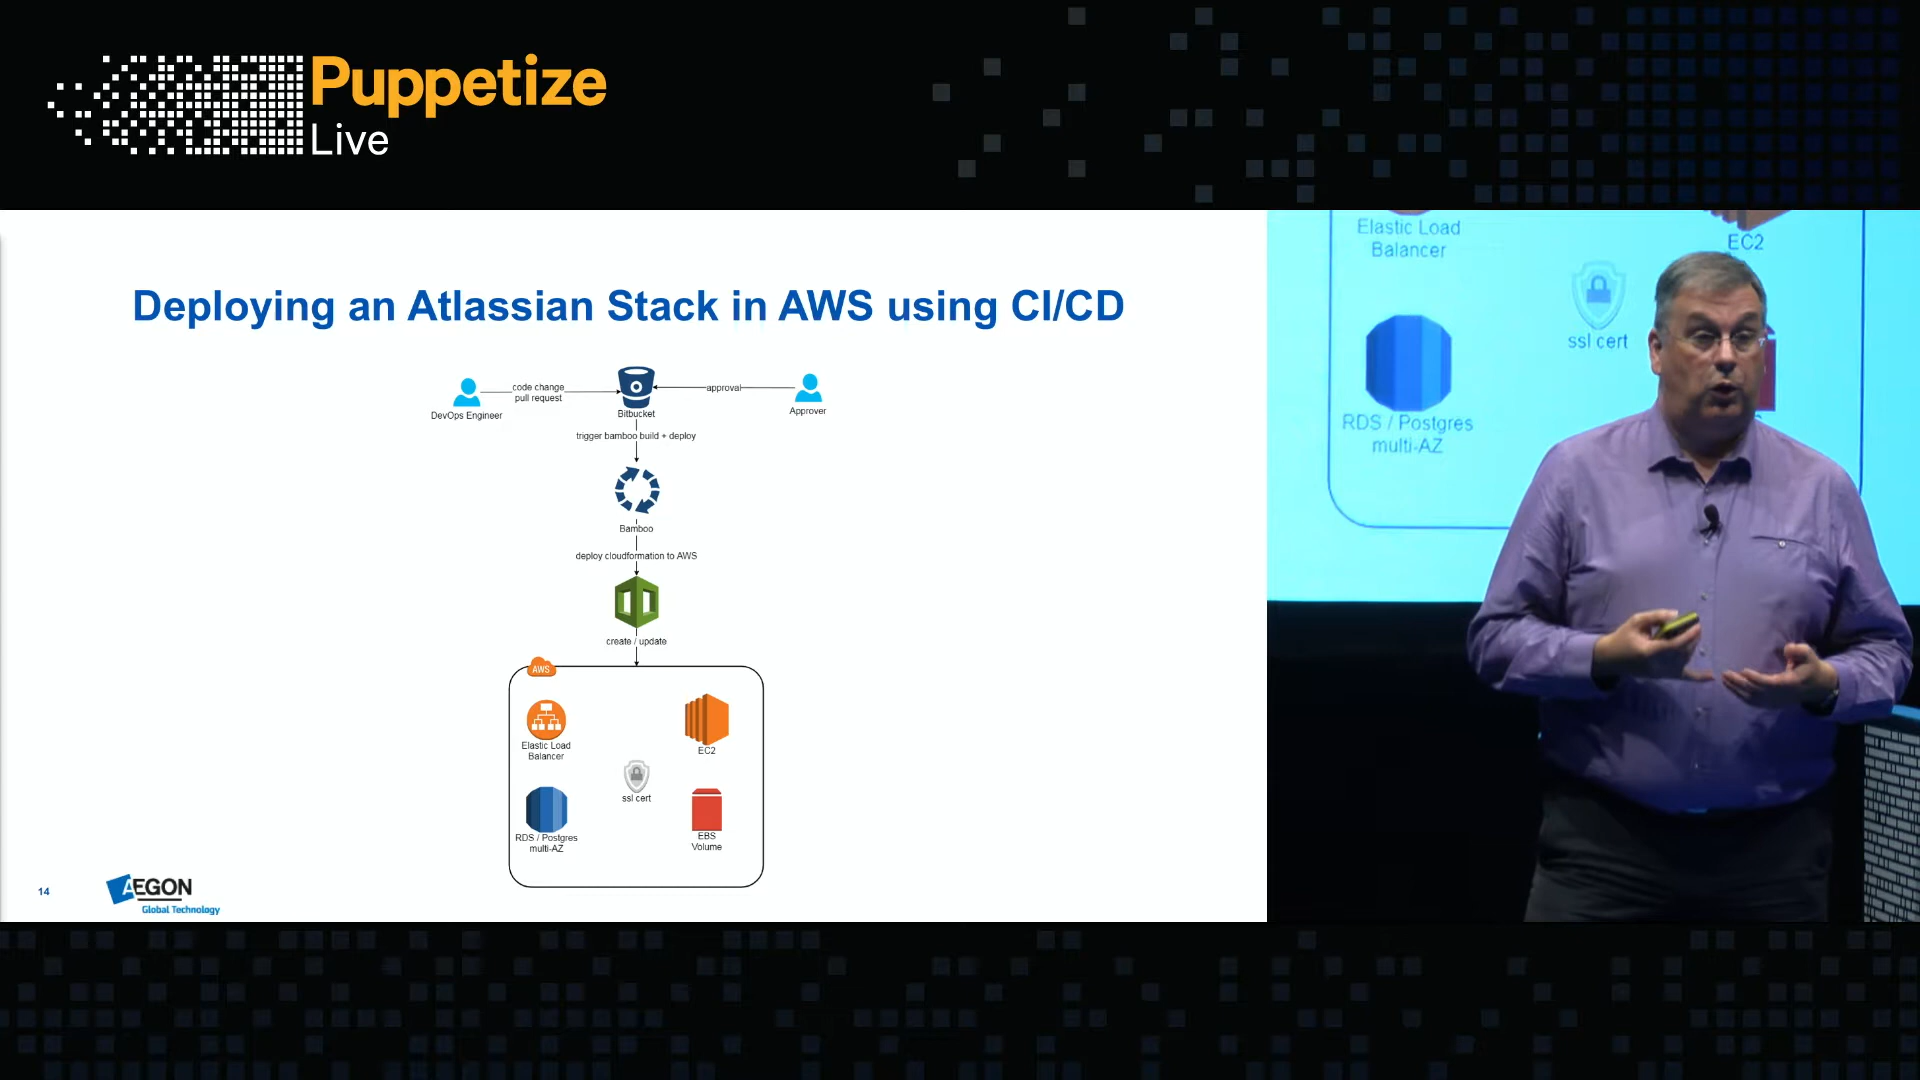 Puppetize
Live
Deploying an Atlassian Stack in AWS using CI/CD
DevOps Engineer
code change
pull request
Bitbucket
approval
Approver
trigger bamboo build + deploy
Bamboo
deploy cloudformation to AWS
create / update
AWS
Elastic Load
Balancer
EC2
ssl cert
RDS / Postgres
multi-AZ
EBS
Volume
14
AEGON
Global Technology
Elastic Load
Balancer
EC2
ssl cert
RDS / Postgres
multi-AZ